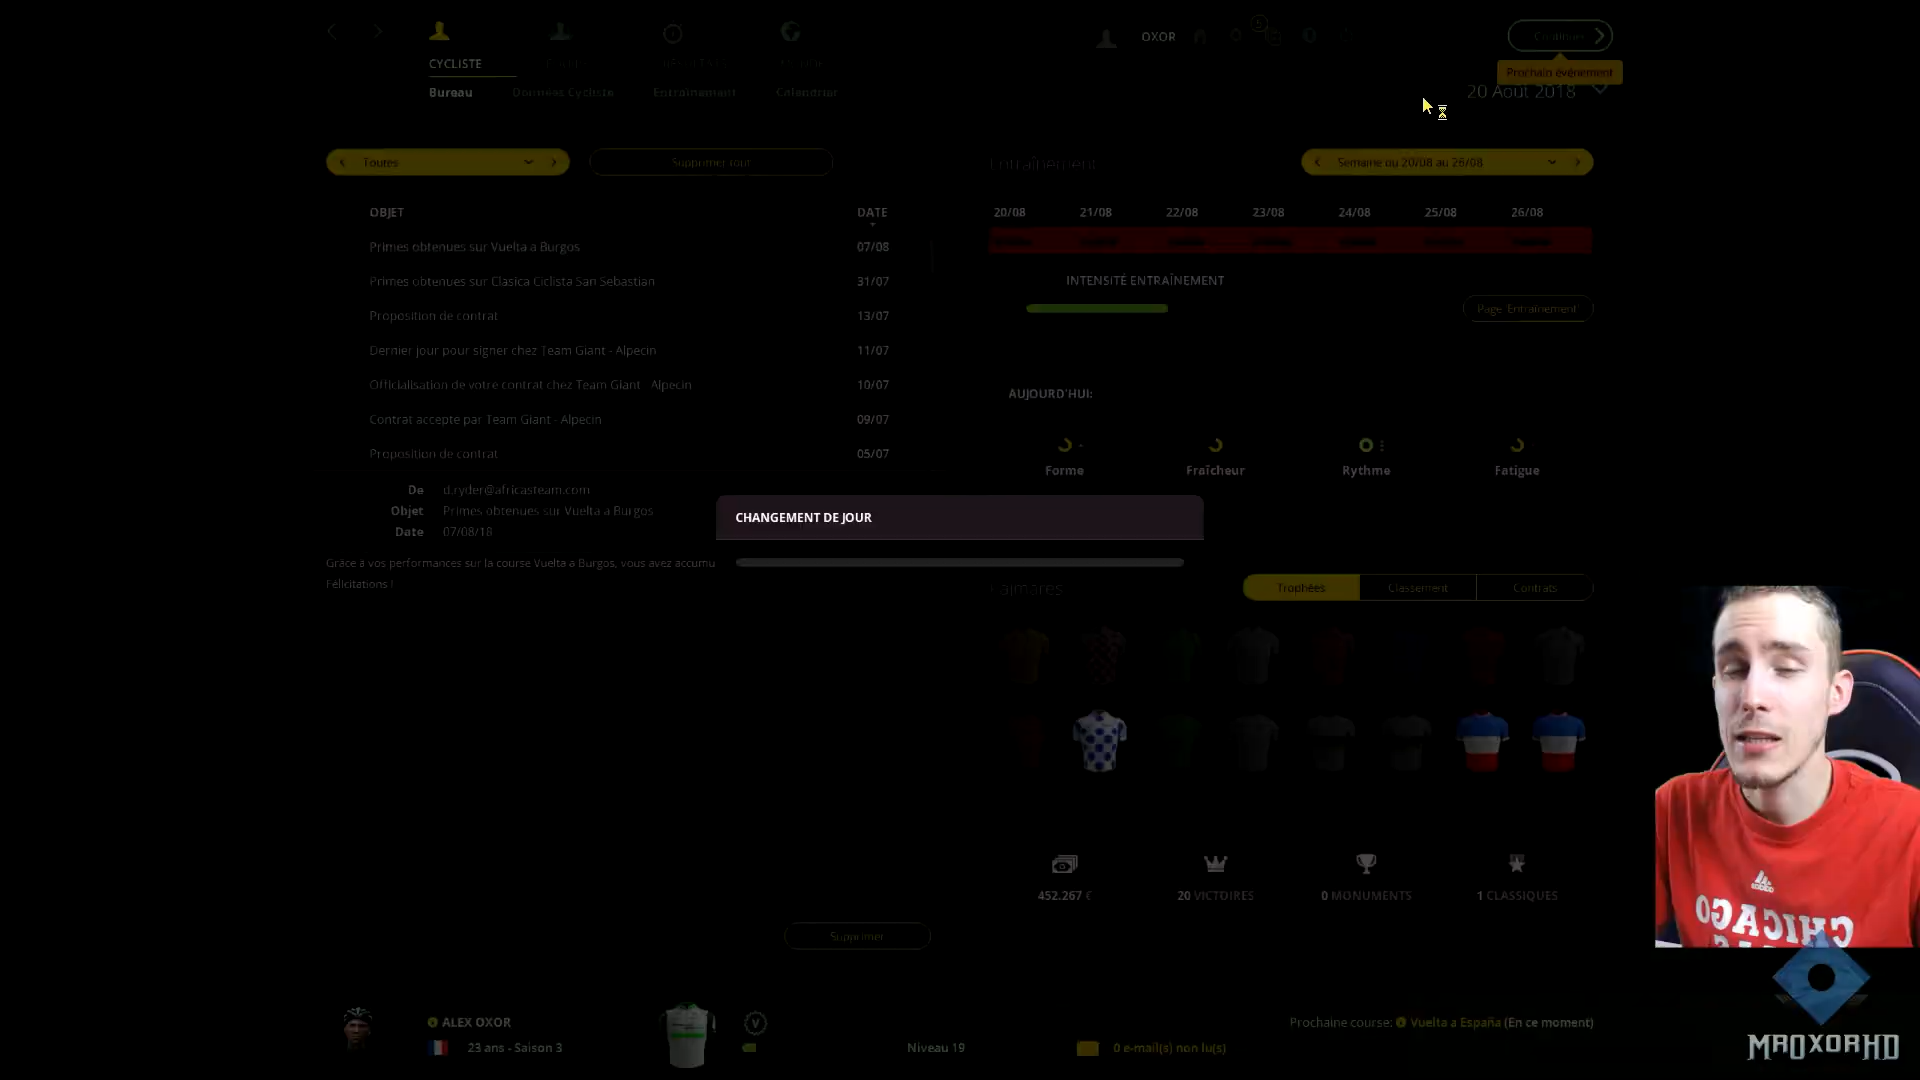 OXOR
Continuer
Prochain événement
CYCLISTE
20 Août 2018
Bureau
Données Cycliste
Entraînement
Calendrier
Toutes
Supprimer tout
Entraînement
Semaine du 20/08 au 26/08
OBJET
DATE
20/08
21/08
22/08
23/08
24/08
25/08
26/08
Primes obtenues sur Vuelta a Burgos
07/08
Primes obtenues sur Clasica Ciclista San Sebastian
31/07
INTENSITÉ ENTRAÎNEMENT
Proposition de contrat
13/07
Page Entraînement
Dernier jour pour signer chez Team Giant - Alpecin
11/07
Officialisation de votre contrat chez Team Giant - Alpecin
10/07
AUJOURD'HUI:
Contrat accepte par Team Giant - Alpecin
09/07
Proposition de contrat
05/07
Forme
Fraîcheur
Rythme
Fatigue
De
d.ryder@africasteam.com
Objet
Primes obtenues sur Vuelta a Burgos
Date
07/08/18
CHANGEMENT DE JOUR
Grâce à vos performances sur la course Vuelta a Burgos, vous avez accumu
Félicitations !
Palmarès
Trophées
Classement
Contrats
452.267 €
20 VICTOIRES
0 MONUMENTS
1 CLASSIQUES
Supprimer
CHICAGO
ALEX OXOR
V
23 ans - Saison 3
Niveau 19
0 e-mail(s) non lu(s)
Prochaine course: Vuelta a España (En ce moment)
MROXORHD